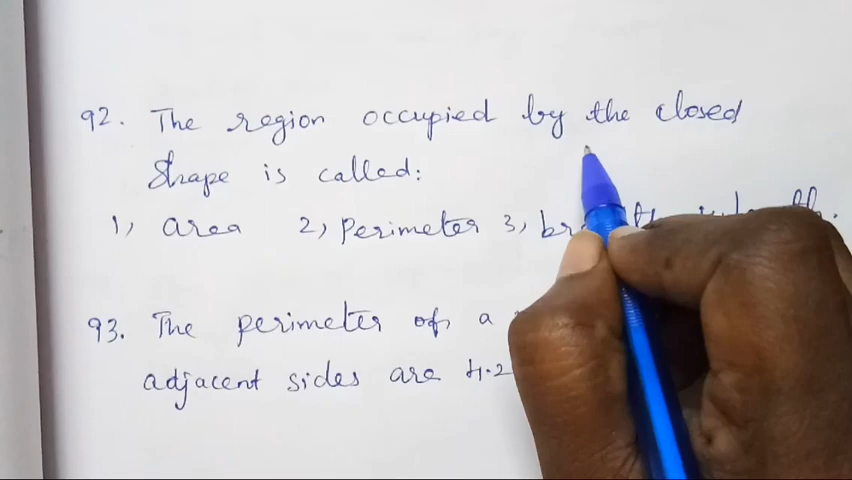 92. The region occupied by the closed
shape is called:
1, area 2, perimeter 3,
93. The perimeter of a
adjacent sides are 4.2